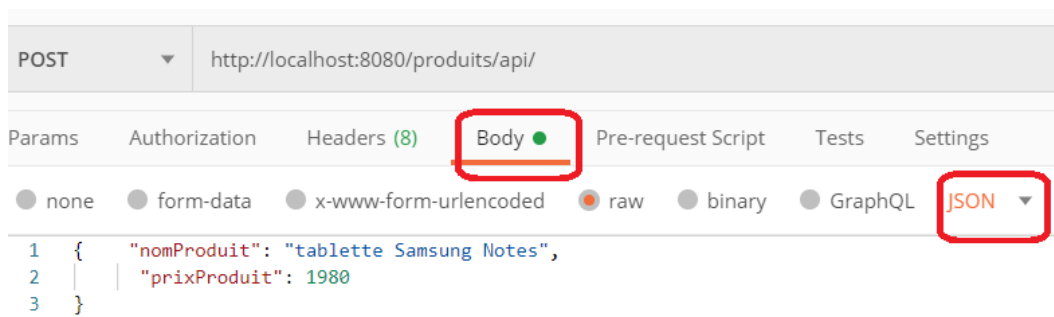 POST http://localhost:8080/produits/api/
Params Authorization Headers (8) Body Pre-request Script Tests Settings
none form-data x-www-form-urlencoded raw binary GraphQL JSON
1 { "nomProduit": "tablette Samsung Notes",
2 "prixProduit": 1980
3 }